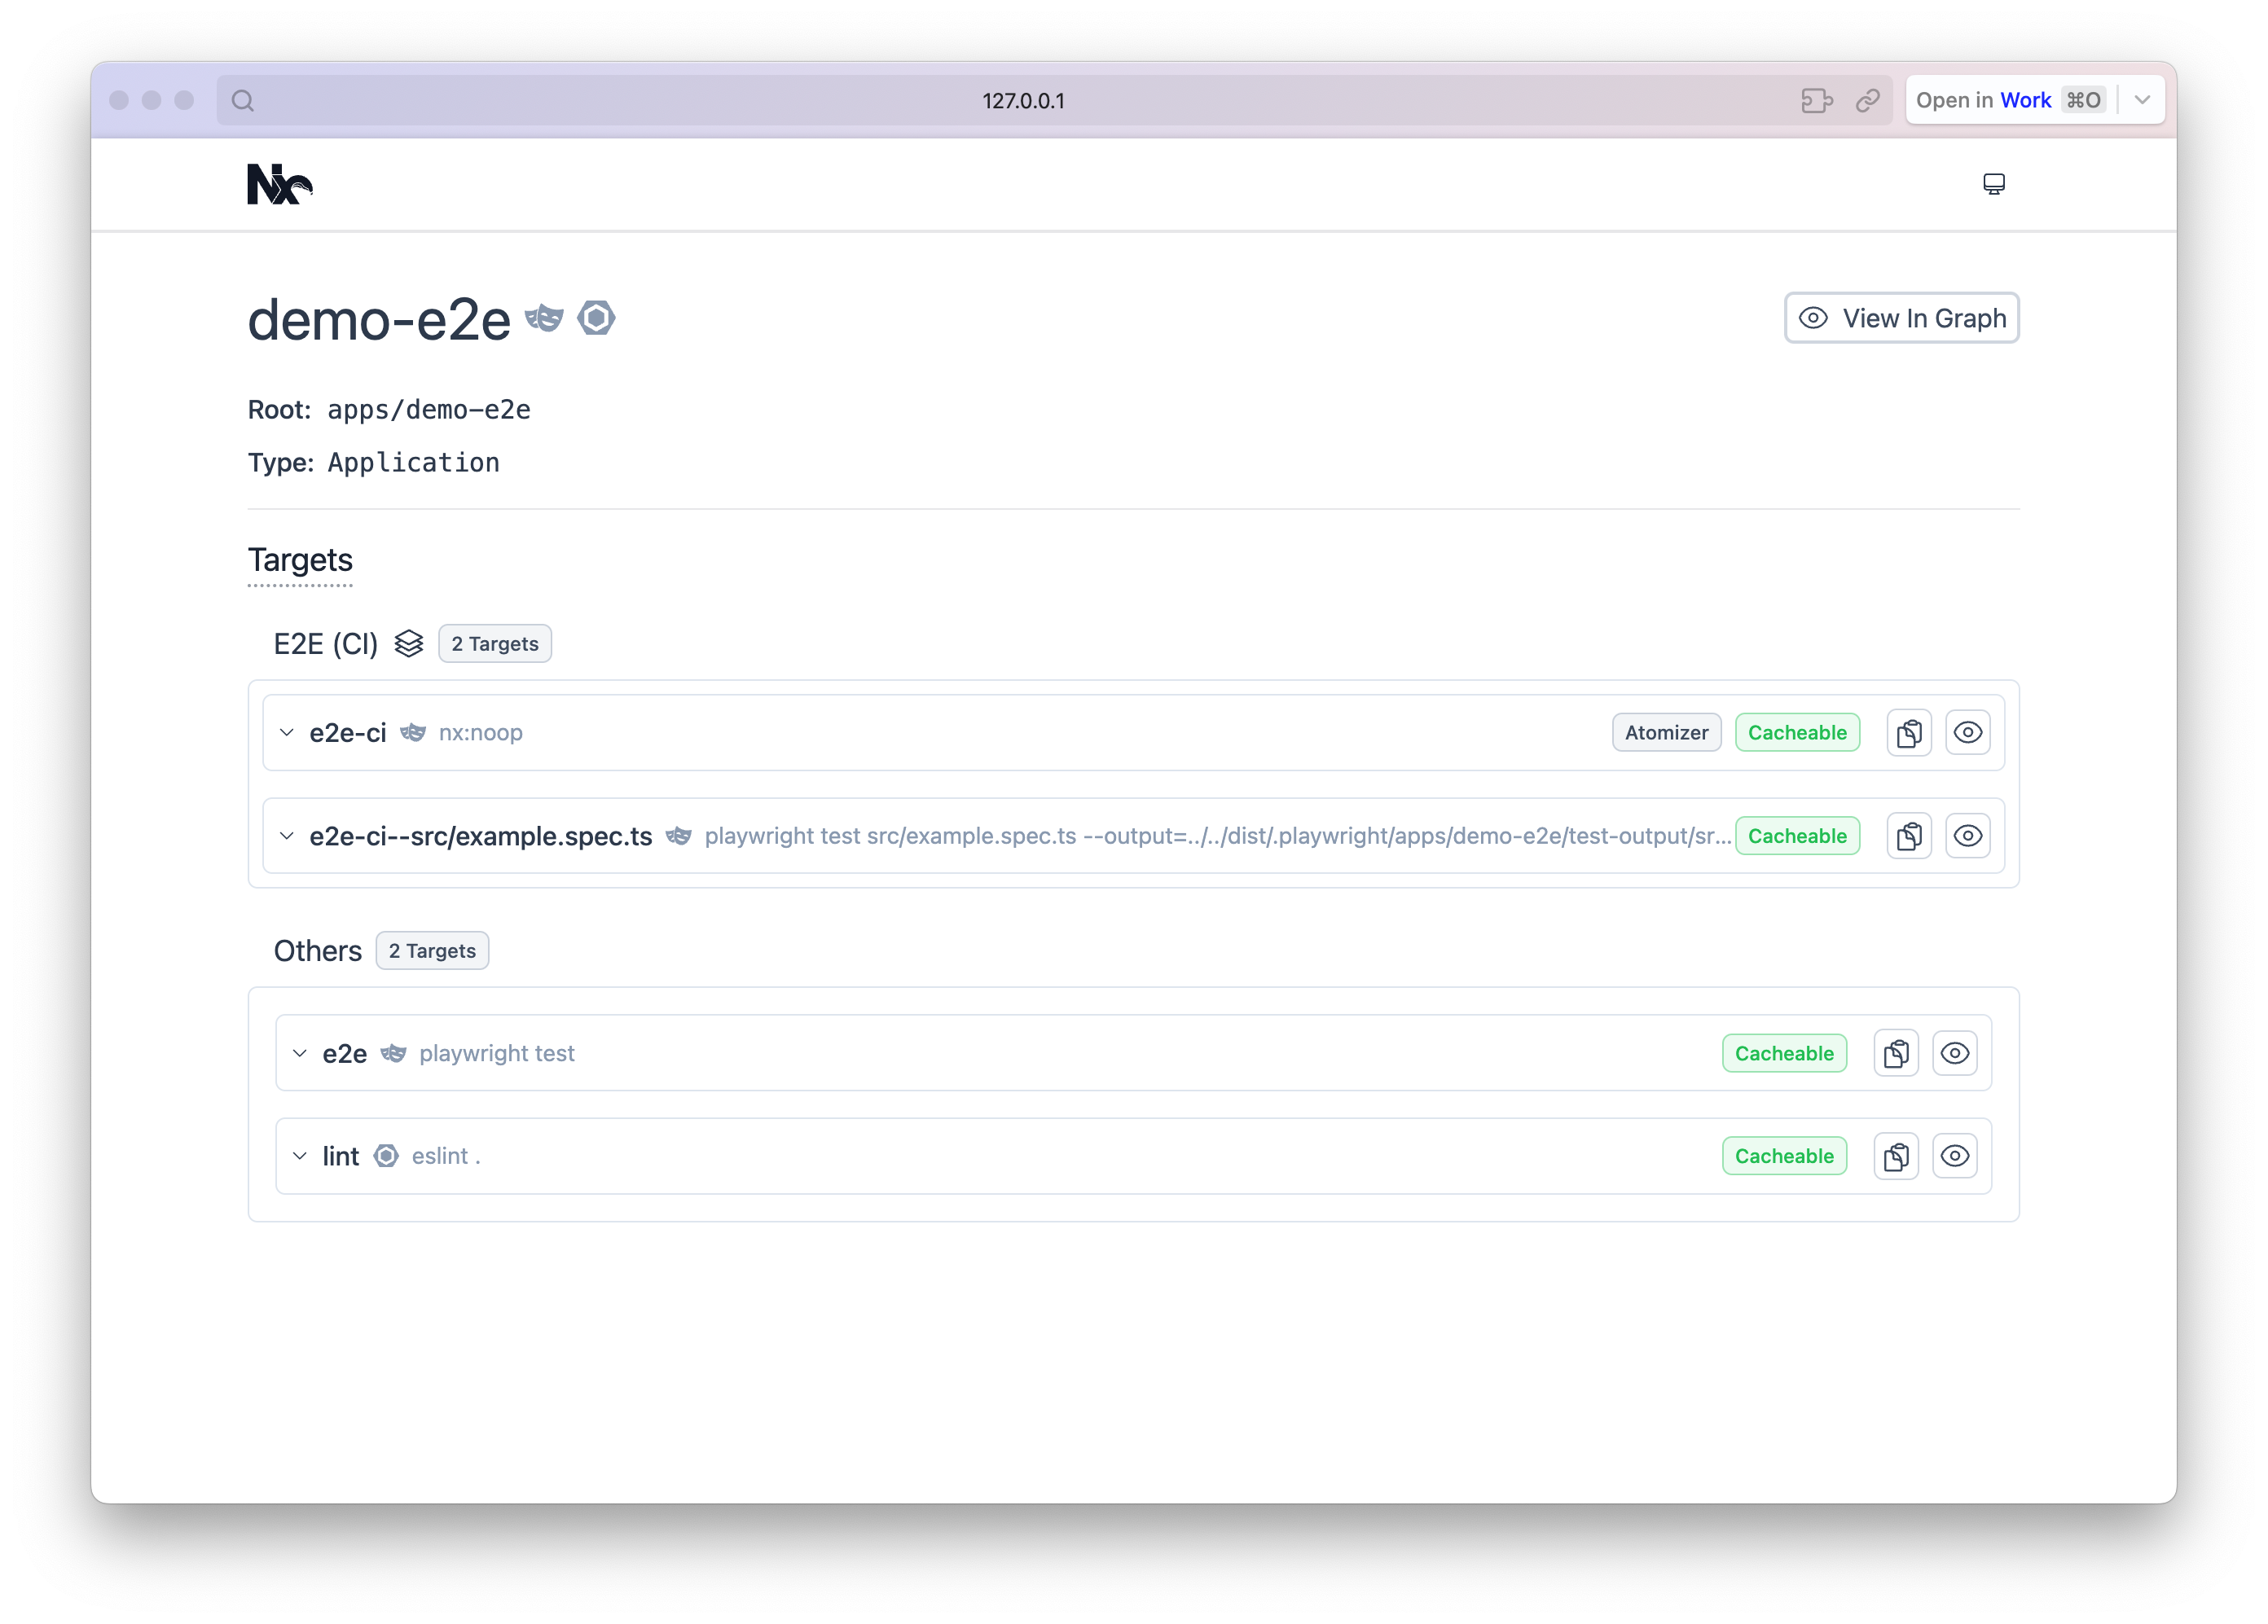 127.0.0.1
Open in Work ⌘O
Nx
demo-e2e
View In Graph
Root: apps/demo-e2e
Type: Application
Targets
E2E (CI) 2 Targets
e2e-ci nx:noop Atomizer Cacheable
e2e-ci--src/example.spec.ts playwright test src/example.spec.ts --output=../../dist/.playwright/apps/demo-e2e/test-output/sr... Cacheable
Others 2 Targets
e2e playwright test Cacheable
lint eslint . Cacheable